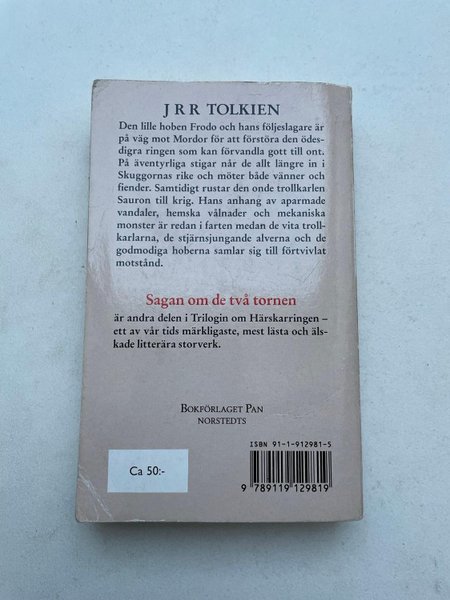 J R R TOLKIEN
Den lille hoben Frodo och hans följeslagare är
på väg mot Mordor för att förstöra den ödes-
digra ringen som kan förvandla gott till ont.
På äventyrliga stigar når de allt längre in i
Skuggornas rike och möter både vänner och
fiender. Samtidigt rustar den onde trollkarlen
Sauron till krig. Hans anhang av aparmade
vandaler, hemska vålnader och mekaniska
monster är redan i farten medan de vita troll-
karlarna, de stjärnsjungande alverna och de
godmodiga hoberna samlar sig till förtvivlat
motstånd.
Sagan om de två tornen
är andra delen i Trilogin om Härskarringen –
ett av vår tids märkligaste, mest lästa och äls-
kade litterära storverk.
BOKFÖRLAGET PAN
NORSTEDTS
ISBN 91-1-912981-5
Ca 50:-
9 789119 129819